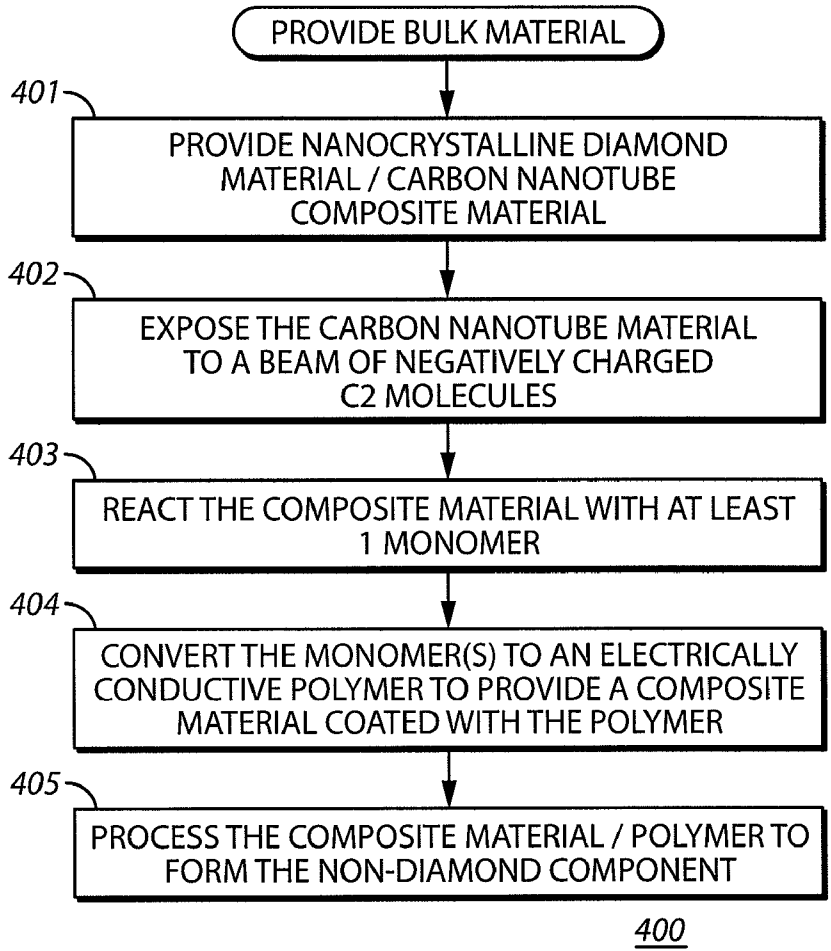 PROVIDE BULK MATERIAL
401
PROVIDE NANOCRYSTALLINE DIAMOND
MATERIAL / CARBON NANOTUBE
COMPOSITE MATERIAL
402
EXPOSE THE CARBON NANOTUBE MATERIAL
TO A BEAM OF NEGATIVELY CHARGED
C2 MOLECULES
403
REACT THE COMPOSITE MATERIAL WITH AT LEAST
1 MONOMER
404
CONVERT THE MONOMER(S) TO AN ELECTRICALLY
CONDUCTIVE POLYMER TO PROVIDE A COMPOSITE
MATERIAL COATED WITH THE POLYMER
405
PROCESS THE COMPOSITE MATERIAL / POLYMER TO
FORM THE NON-DIAMOND COMPONENT
400